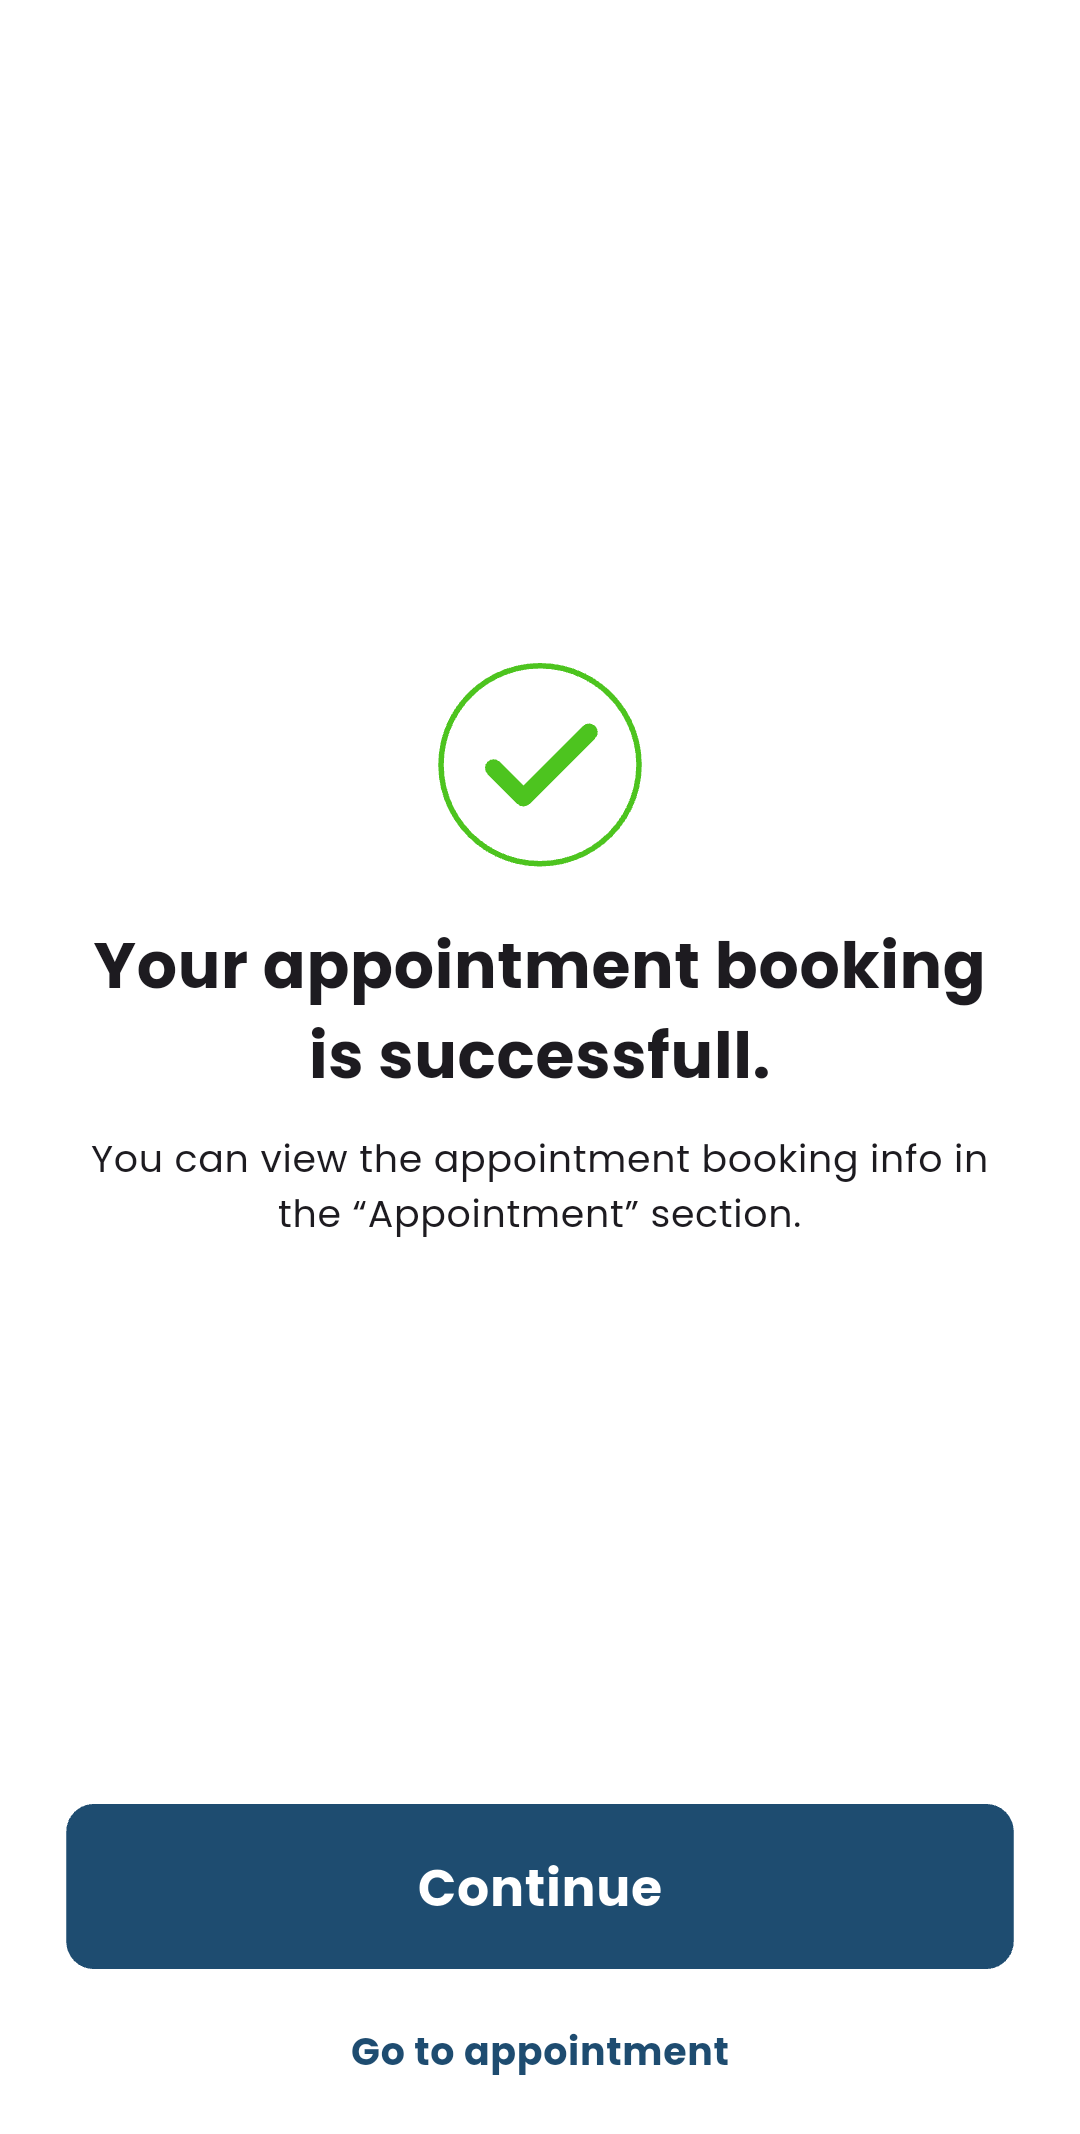 Your appointment booking
is successfull.
You can view the appointment booking info in
the “Appointment” section.
Continue
Go to appointment